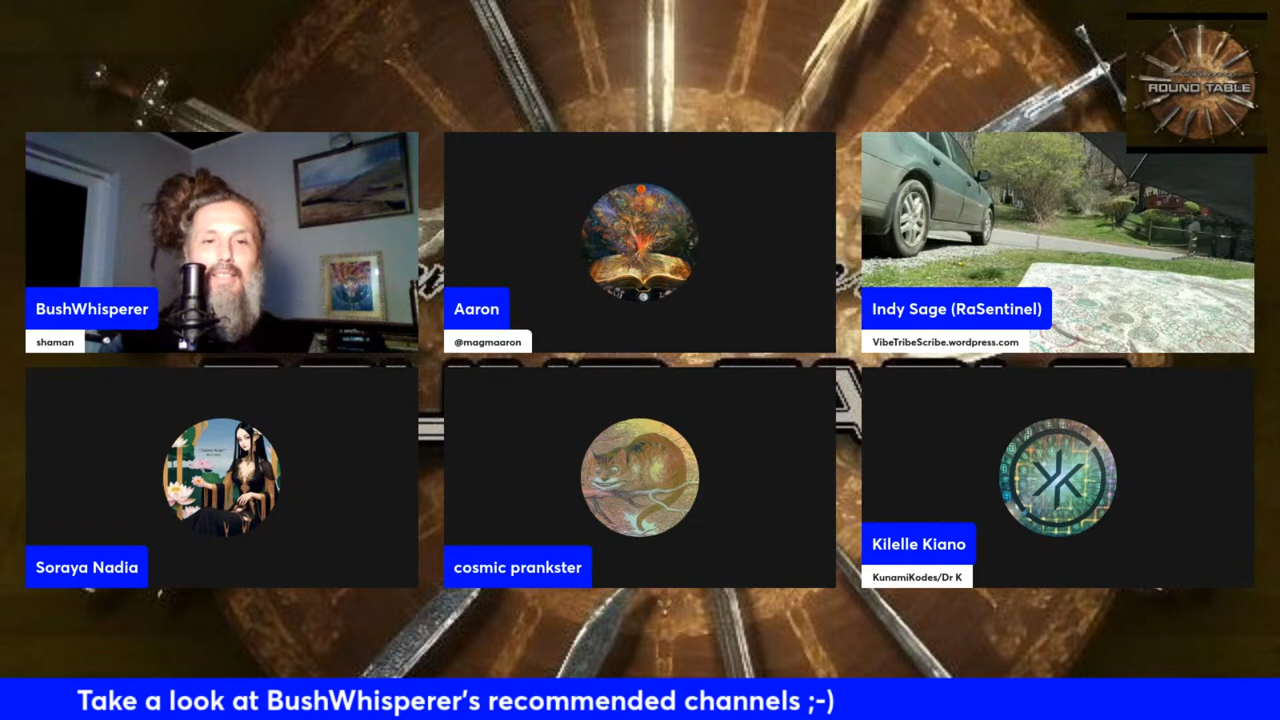 ROUND TABLE
BushWhisperer
shaman
Aaron
@magmaaron
Indy Sage (RaSentinel)
VibeTribeScribe.wordpress.com
Soraya Nadia
cosmic prankster
Kilelle Kiano
KunamiKodes/Dr K
Take a look at BushWhisperer's recommended channels ;-)